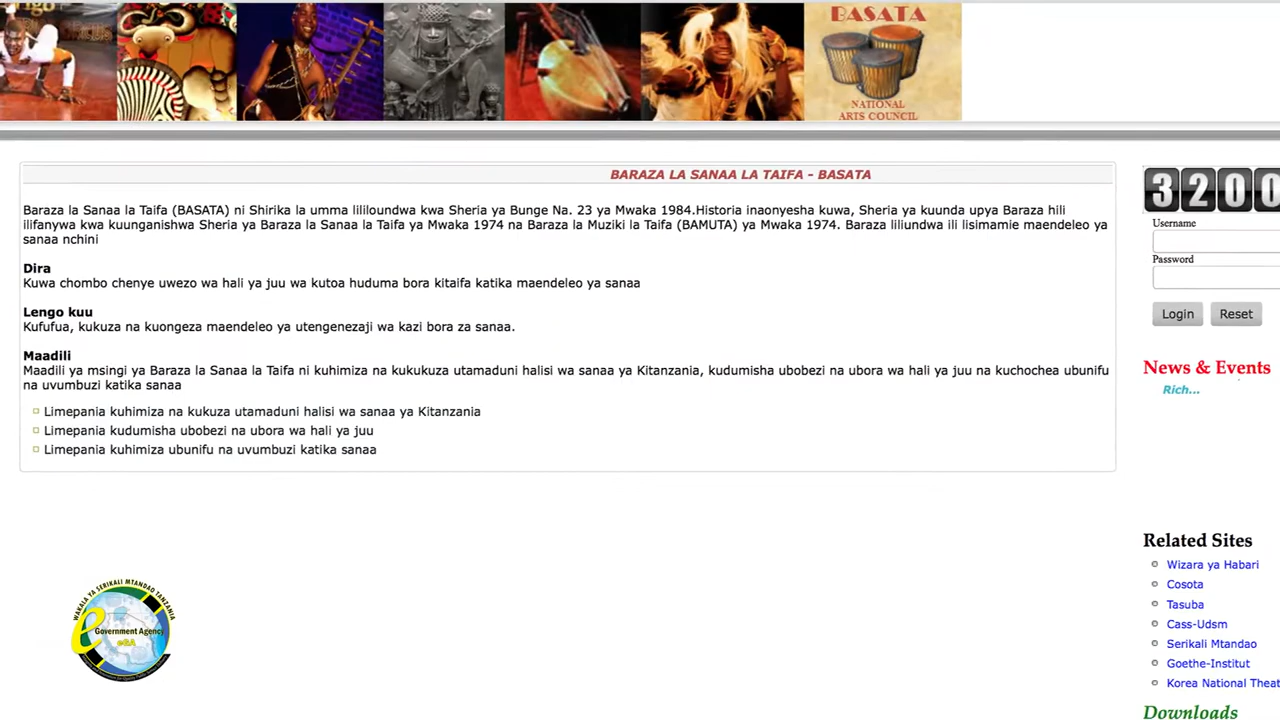 BASATA
NATIONAL
ARTS COUNCIL
BARAZA LA SANAA LA TAIFA - BASATA
Baraza la Sanaa la Taifa (BASATA) ni Shirika la umma lililoundwa kwa Sheria ya Bunge Na. 23 ya Mwaka 1984.Historia inaonyesha kuwa, Sheria ya kuunda upya Baraza hili
ilifanywa kwa kuunganishwa Sheria ya Baraza la Sanaa la Taifa ya Mwaka 1974 na Baraza la Muziki la Taifa (BAMUTA) ya Mwaka 1974. Baraza liliundwa ili lisimamie maendeleo ya
sanaa nchini
Dira
Kuwa chombo chenye uwezo wa hali ya juu wa kutoa huduma bora kitaifa katika maendeleo ya sanaa
Lengo kuu
Kufufua, kukuza na kuongeza maendeleo ya utengenezaji wa kazi bora za sanaa.
Maadili
Maadili ya msingi ya Baraza la Sanaa la Taifa ni kuhimiza na kukukuza utamaduni halisi wa sanaa ya Kitanzania, kudumisha ubobezi na ubora wa hali ya juu na kuchochea ubunifu
na uvumbuzi katika sanaa
Limepania kuhimiza na kukuza utamaduni halisi wa sanaa ya Kitanzania
Limepania kudumisha ubobezi na ubora wa hali ya juu
Limepania kuhimiza ubunifu na uvumbuzi katika sanaa
WAKALA YA SERIKALI MTANDAO TANZANIA
e Government Agency
eGA
3200
Username
Password
Login Reset
News & Events
Rich...
Related Sites
Wizara ya Habari
Cosota
Tasuba
Cass-Udsm
Serikali Mtandao
Goethe-Institut
Korea National Theat
Downloads